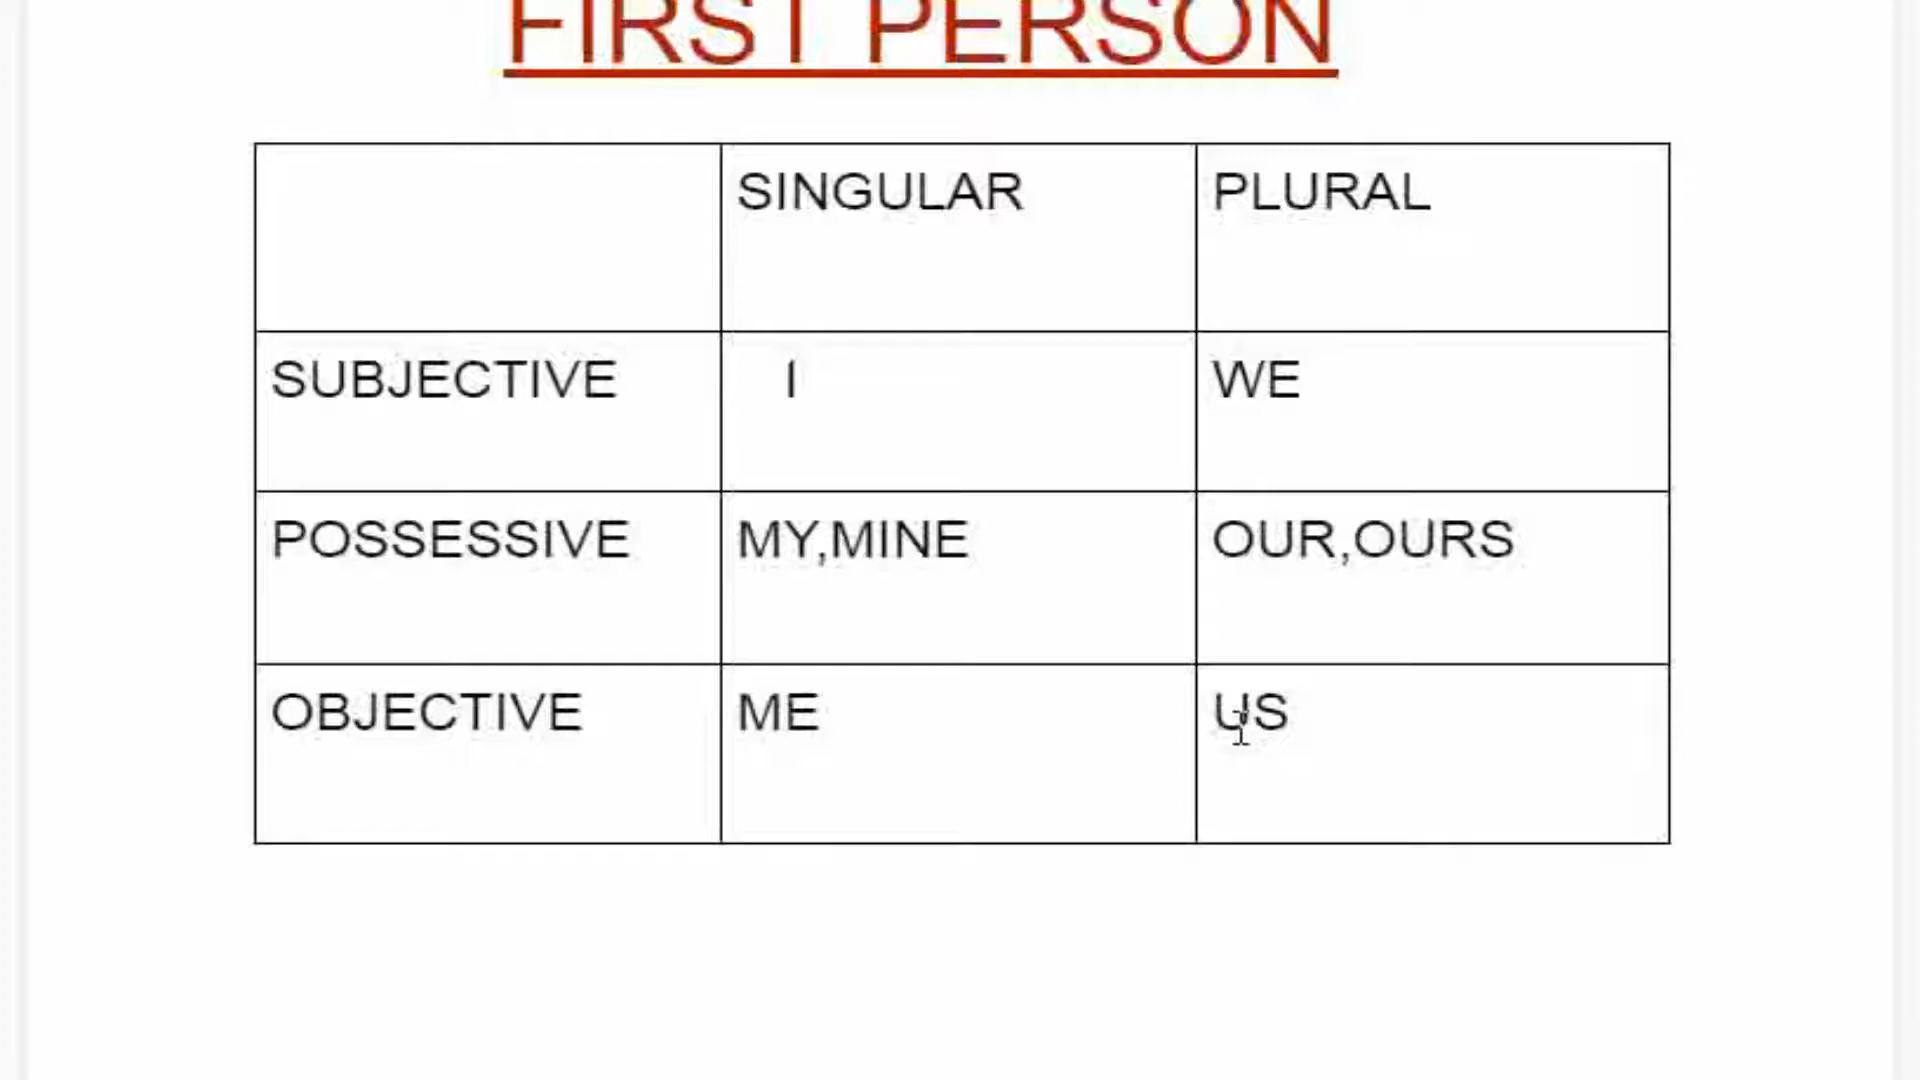 FIRST PERSON
SINGULAR PLURAL
SUBJECTIVE I WE
POSSESSIVE MY,MINE OUR,OURS
OBJECTIVE ME US